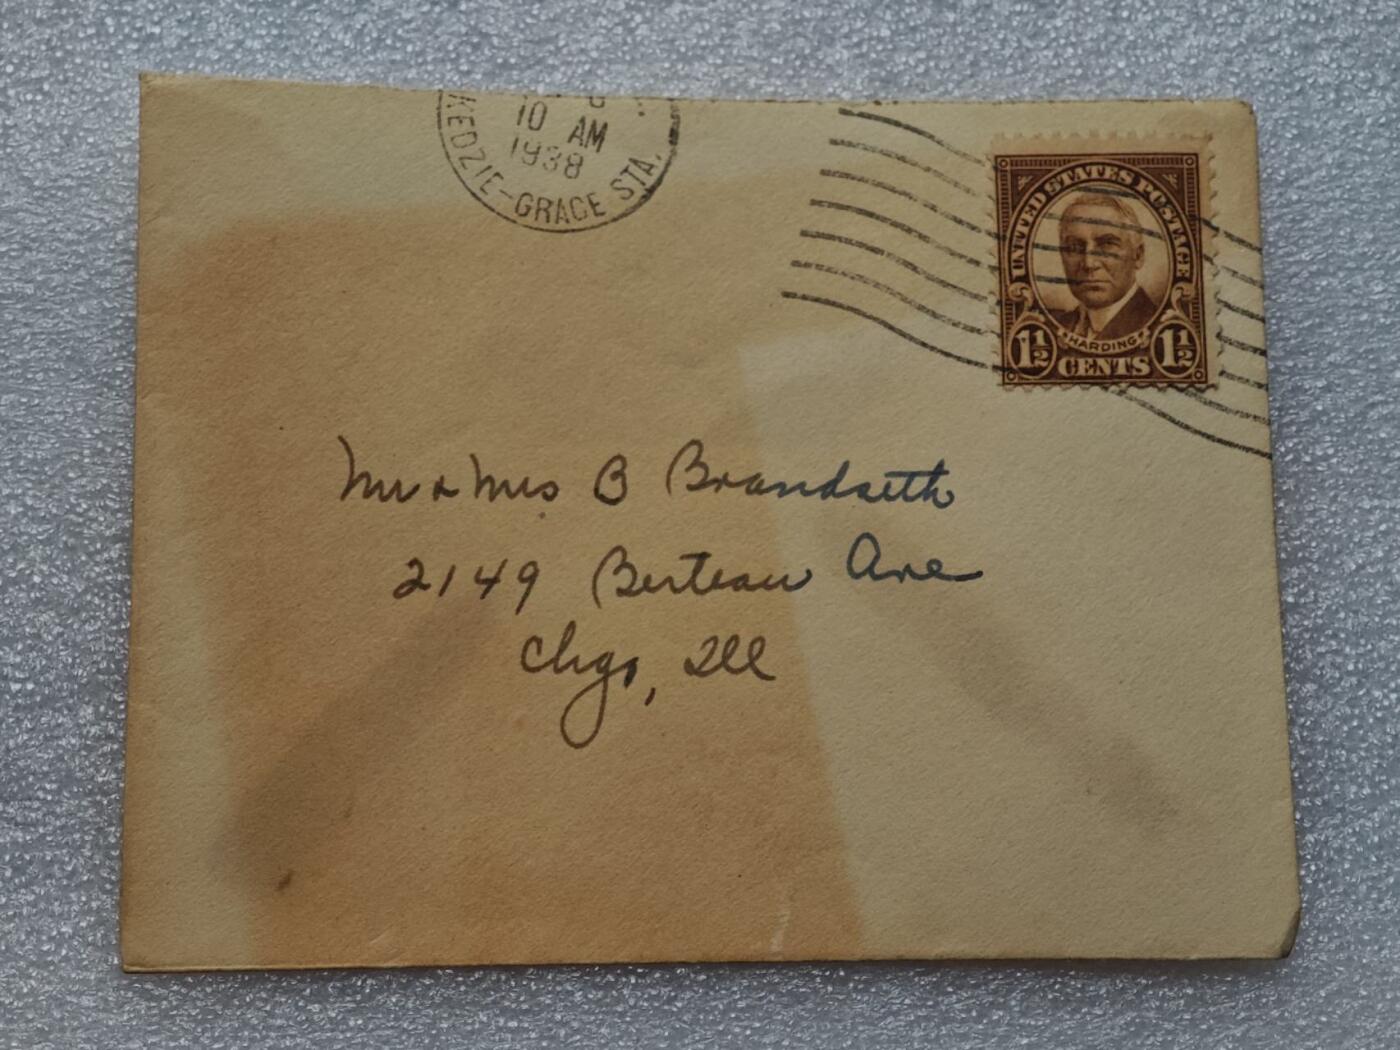 10 AM
1938
KEDZIE-GRACE STA.
UNITED STATES POSTAGE
HARDING
1½ 1½
CENTS
Mr & Mrs B Brandseth
2149 Berteau Ave
Chgo, Ill